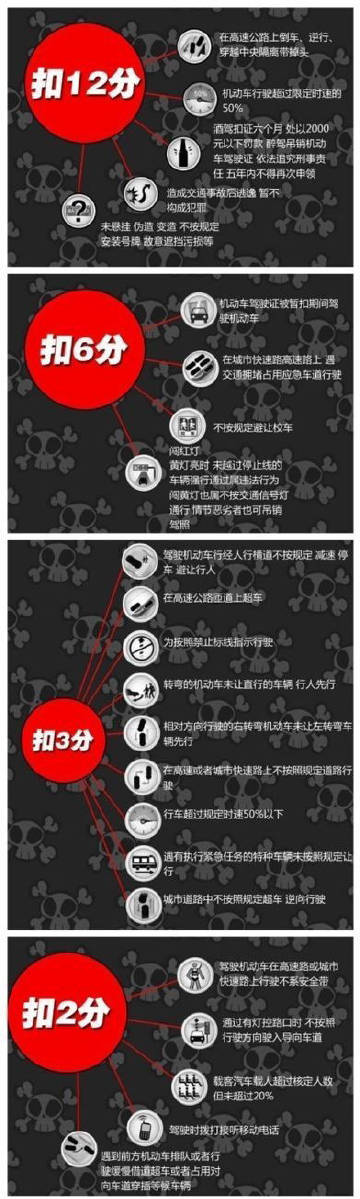 扣12分
在高速公路上倒车、逆行、
穿越中央隔离带掉头
50%
机动车行驶超过限定时速的
50%
酒驾扣证六个月 处以2000
元以下罚款 醉驾吊销机动
车驾驶证 依法追究刑事责
任 五年内不得再次申领
造成交通事故后逃逸 暂不
构成犯罪
未悬挂 伪造 变造 不按规定
安装号牌 故意遮挡污损等
扣6分
机动车驾驶证被暂扣期间驾
驶机动车
在城市快速路高速路上 遇
交通拥堵占用应急车道行驶
不按规定避让校车
闯红灯
黄灯亮时 未越过停止线的
车辆强行通过属违法行为
闯黄灯也属不按交通信号灯
通行 情节恶劣者也可吊销
驾照
扣3分
驾驶机动车行经人行横道不按规定 减速 停
车 避让行人
在高速公路匝道上超车
为按照禁止标线指示行驶
转弯的机动车未让直行的车辆 行人先行
相对方向行驶的右转弯机动车未让左转弯车
辆先行
在高速或者城市快速路上不按照规定道路行
驶
行车超过规定时速50%以下
遇有执行紧急任务的特种车辆未按照规定让
行
城市道路中不按照规定超车 逆向行驶
扣2分
驾驶机动车在高速路或城市
快速路上行驶不系安全带
通过有灯控路口时 不按照
行驶方向驶入导向车道
载客汽车载人超过核定人数
但未超过20%
驾驶时拨打接听移动电话
遇到前方机动车排队或者行
驶缓慢借道超车或者占用对
向车道穿插等候车辆